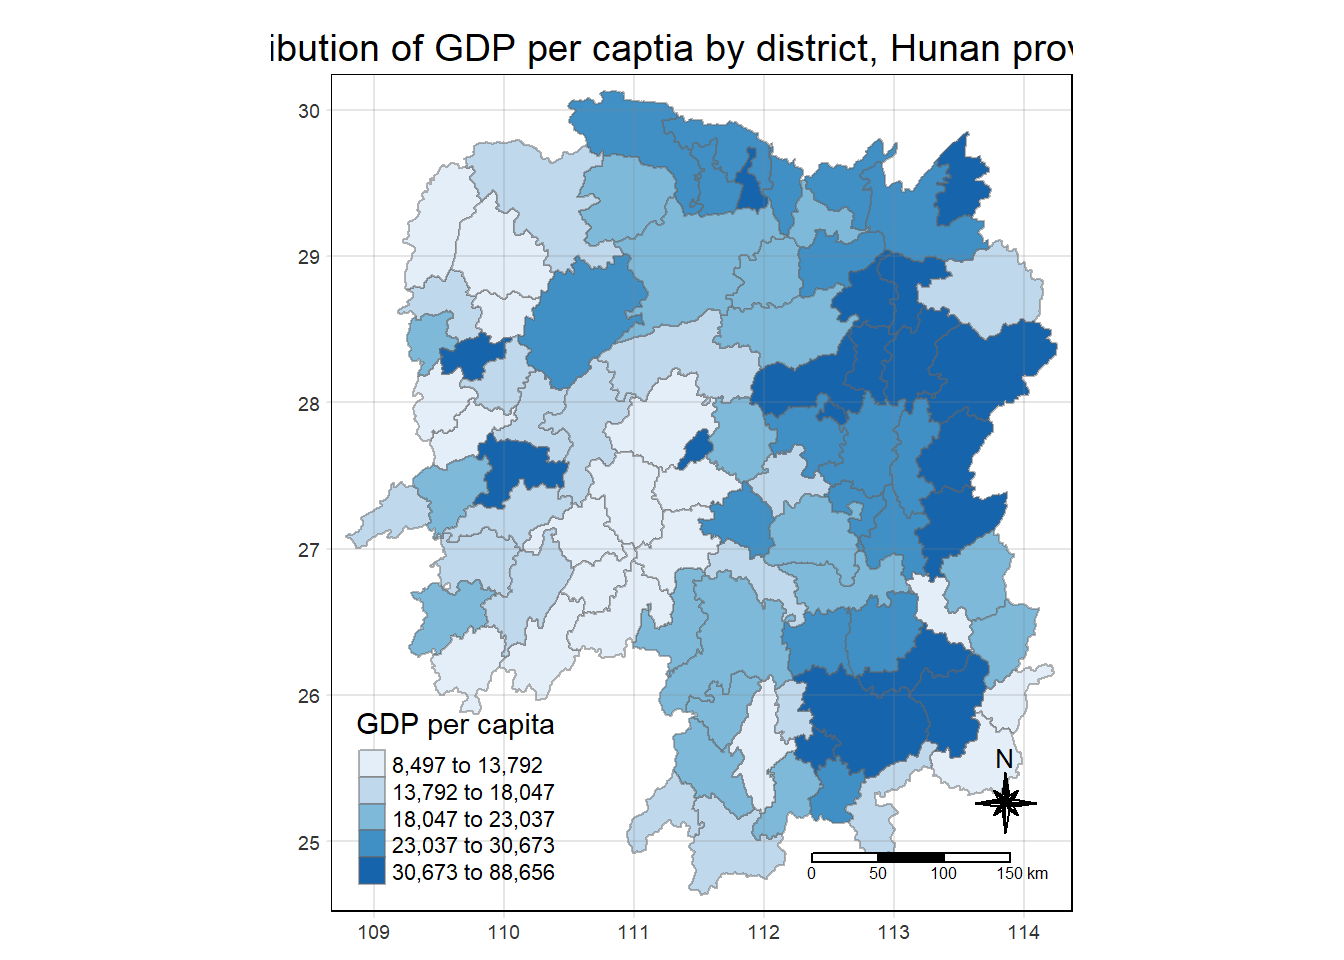 ibution of GDP per captia by district, Hunan prov
30
29
28
27
26
25
GDP per capita
8,497 to 13,792
13,792 to 18,047
18,047 to 23,037
23,037 to 30,673
30,673 to 88,656
N
0 50 100 150 km
109 110 111 112 113 114